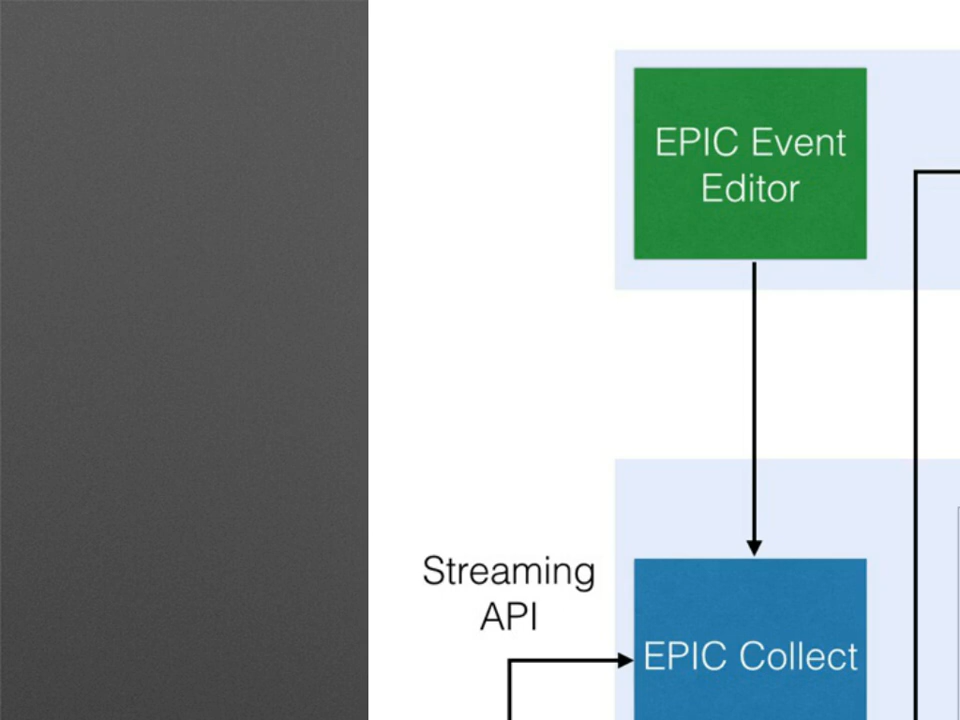 EPIC Event
Editor
Streaming
API
EPIC Collect